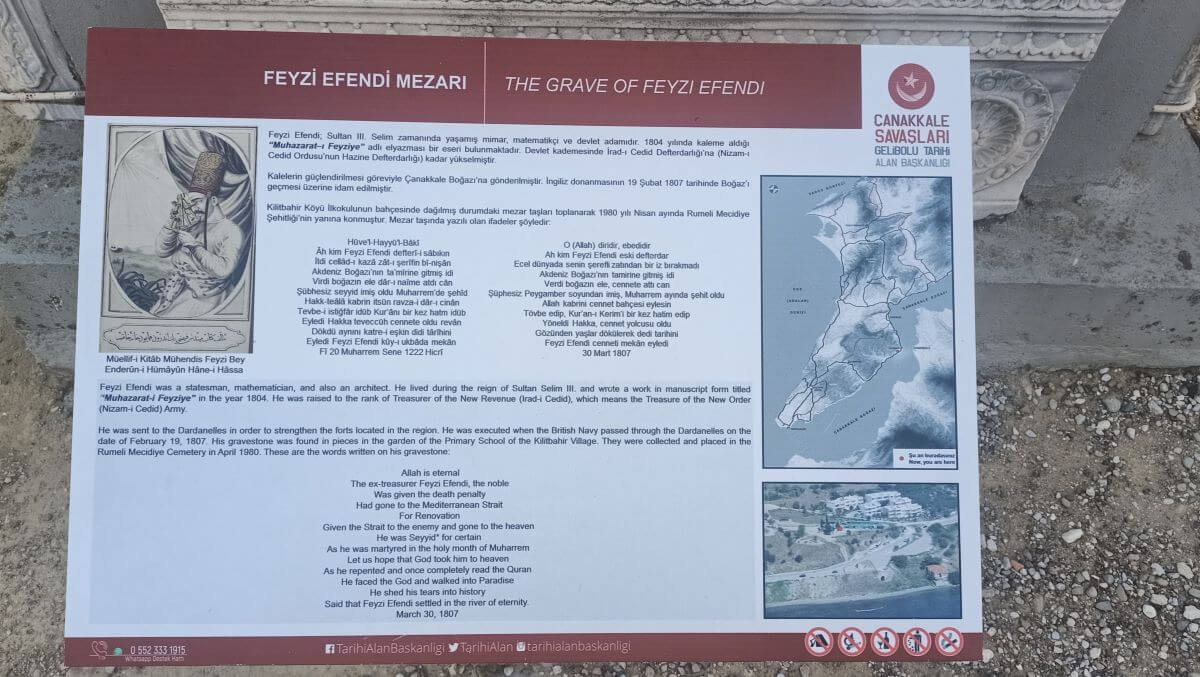 FEYZİ EFENDİ MEZARI
THE GRAVE OF FEYZI EFENDI
ÇANAKKALE
SAVAŞLARI
GELİBOLU TARİHİ
ALAN BAŞKANLIĞI
Feyzi Efendi; Sultan III. Selim zamanında yaşamış mimar, matematikçi ve devlet adamıdır. 1804 yılında kaleme aldığı
"Muhazarat-ı Feyziye" adlı elyazması bir eseri bulunmaktadır. Devlet kademesinde İrad-ı Cedid Defterdarlığı'na (Nizam-ı
Cedid Ordusu'nun Hazine Defterdarlığı) kadar yükselmiştir.
Kalelerin güçlendirilmesi göreviyle Çanakkale Boğazı'na gönderilmiştir. İngiliz donanmasının 19 Şubat 1807 tarihinde Boğaz'ı
geçmesi üzerine idam edilmiştir.
Kilitbahir Köyü İlkokulunun bahçesinde dağılmış durumdaki mezar taşları toplanarak 1980 yılı Nisan ayında Rumeli Mecidiye
Şehitliği'nin yanına konmuştur. Mezar taşında yazılı olan ifadeler şöyledir:
Hüve'l-Hayyü'l-Bâkî
Âh kim Feyzi Efendi defterî-i sâbıkın
İldi cellâd-ı kazâ zât-ı şerîfin bî-nişân
Akdeniz Boğazı'nın ta'mîrine gitmiş idi
Virdi boğazın ele dâr-ı naîme atdı cân
Şübhesiz seyyid imiş oldu Muharrem'de şehîd
Hakk-teâlâ kabrin itsün ravza-i dâr-ı cinân
Tevbe-i istiğfâr idüb Kur'ânı bir kez hatm idüb
Eyledi Hakka teveccüh cennete oldu revân
Dökdü aynını katre-i eşkin didi târîhini
Eyledi Feyzi Efendi kûy-ı ukbâda mekân
Fî 20 Muharrem Sene 1222 Hicrî
O (Allah) diridir, ebedidir
Ah kim Feyzi Efendi eski deftordar
Ecel dünyada senin şerefli zatından bir iz bırakmadı
Akdeniz Boğazı'nın tamirine gitmiş idi
Verdi boğazın ele, cennete attı can
Şüphesiz Peygamber soyundan imiş, Muharrem ayında şehit oldu
Allah kabrini cennet bahçesi eylesin
Tövbe edip, Kur'an-ı Kerim'i bir kez hatim edip
Yöneldi Hakka, cennet yolcusu oldu
Gözünden yaşlar dökülerek dedi tarihini
Feyzi Efendi cenneti mekân eyledi
30 Mart 1807
Müellif-i Kitâb Mühendis Feyzi Bey
Enderûn-i Hümâyûn Hâne-i Hâssa
Feyzi Efendi was a statesman, mathematician, and also an architect. He lived during the reign of Sultan Selim III. and wrote a work in manuscript form titled
"Muhazarat-i Feyziye" in the year 1804. He was raised to the rank of Treasurer of the New Revenue (Irad-i Cedid), which means the Treasure of the New Order
(Nizam-i Cedid) Army.
He was sent to the Dardanelles in order to strengthen the forts located in the region. He was executed when the British Navy passed through the Dardanelles on the
date of February 19, 1807. His gravestone was found in pieces in the garden of the Primary School of the Kilitbahir Village. They were collected and placed in the
Rumeli Mecidiye Cemetery in April 1980. These are the words written on his gravestone:
Allah is eternal
The ex-treasurer Feyzi Efendi, the noble
Was given the death penalty
Had gone to the Mediterranean Strait
For Renovation
Given the Strait to the enemy and gone to the heaven
He was Seyyid* for certain
As he was martyred in the holy month of Muharrem
Let us hope that God took him to heaven
As he repented and once completely read the Quran
He faced the God and walked into Paradise
He shed his tears into history
Said that Feyzi Efendi settled in the river of eternity.
March 30, 1807
SAROS KÖRFEZİ
EGE
(ADALAR)
DENİZİ
ÇANAKKALE BOĞAZI
ÇANAKKALE BOĞAZI
Şu an buradasınız
Now, you are here
0 552 333 1915
Whatsapp Destek Hattı
TarihiAlanBaskanligi
TarihiAlan
tarihialanbaskanligi